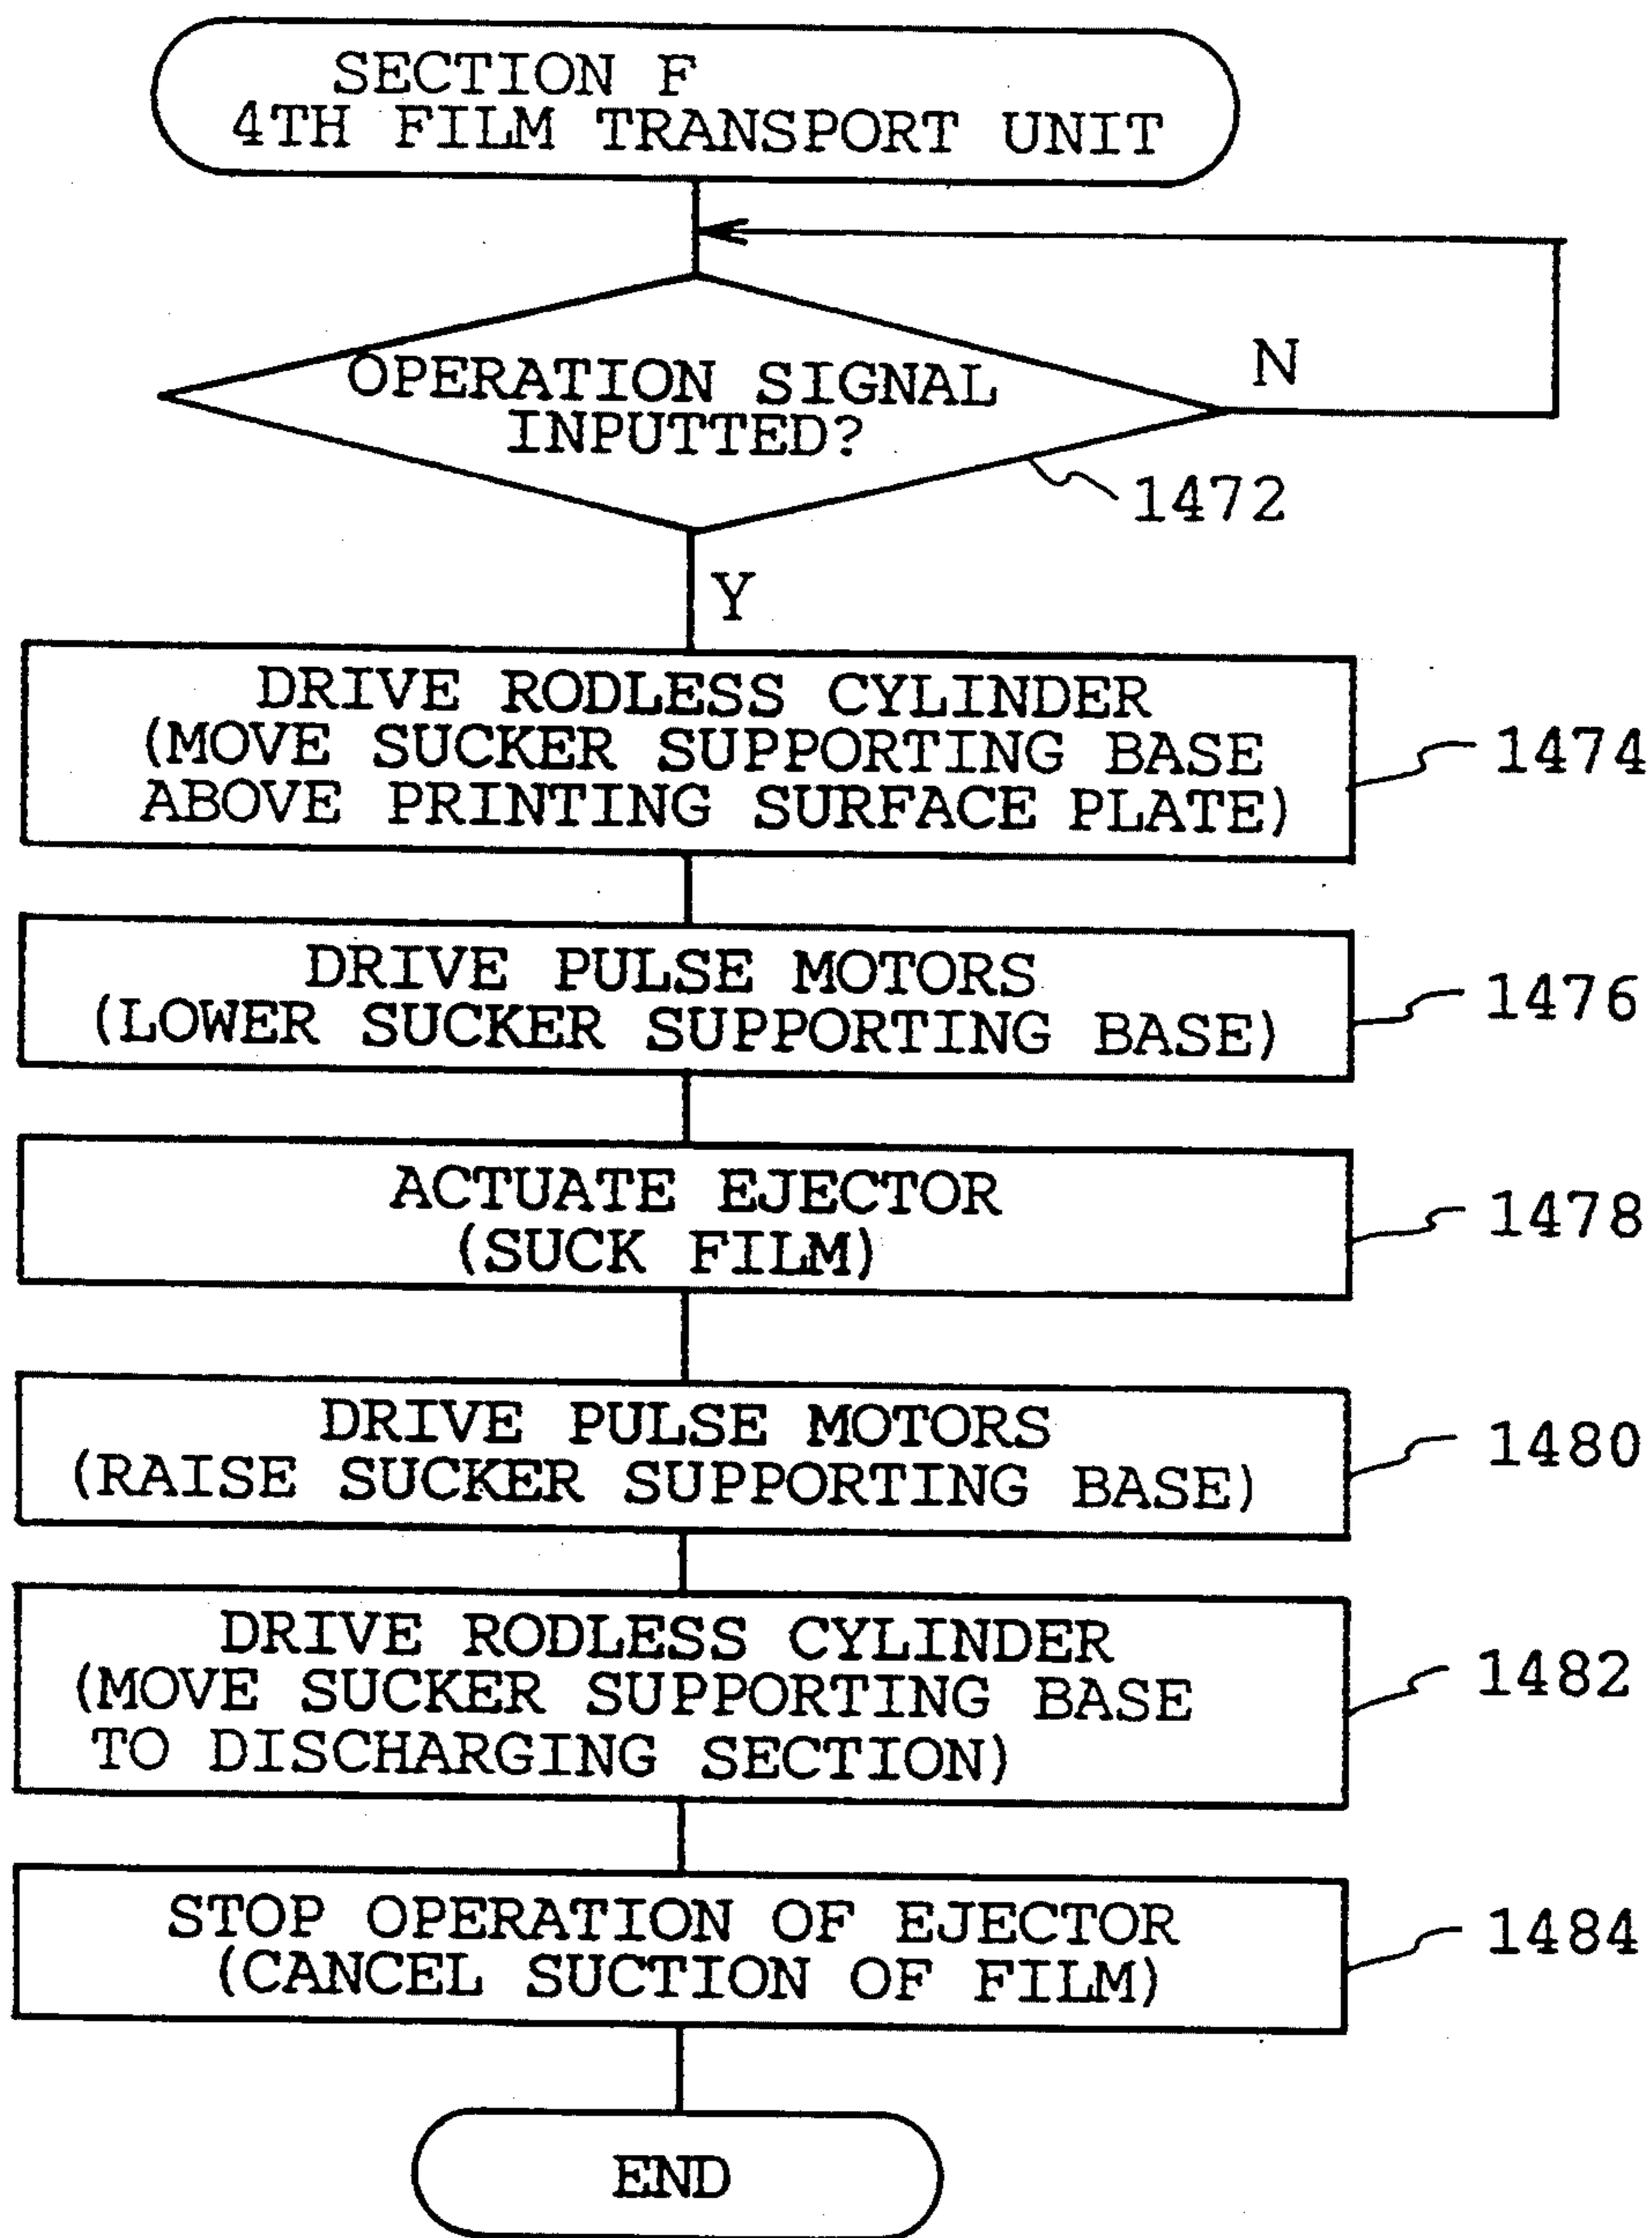 SECTION F
4TH FILM TRANSPORT UNIT
OPERATION SIGNAL
INPUTTED?
N
1472
Y
DRIVE RODLESS CYLINDER
(MOVE SUCKER SUPPORTING BASE
ABOVE PRINTING SURFACE PLATE)
1474
DRIVE PULSE MOTORS
(LOWER SUCKER SUPPORTING BASE)
1476
ACTUATE EJECTOR
(SUCK FILM)
1478
DRIVE PULSE MOTORS
(RAISE SUCKER SUPPORTING BASE)
1480
DRIVE RODLESS CYLINDER
(MOVE SUCKER SUPPORTING BASE
TO DISCHARGING SECTION)
1482
STOP OPERATION OF EJECTOR
(CANCEL SUCTION OF FILM)
1484
END